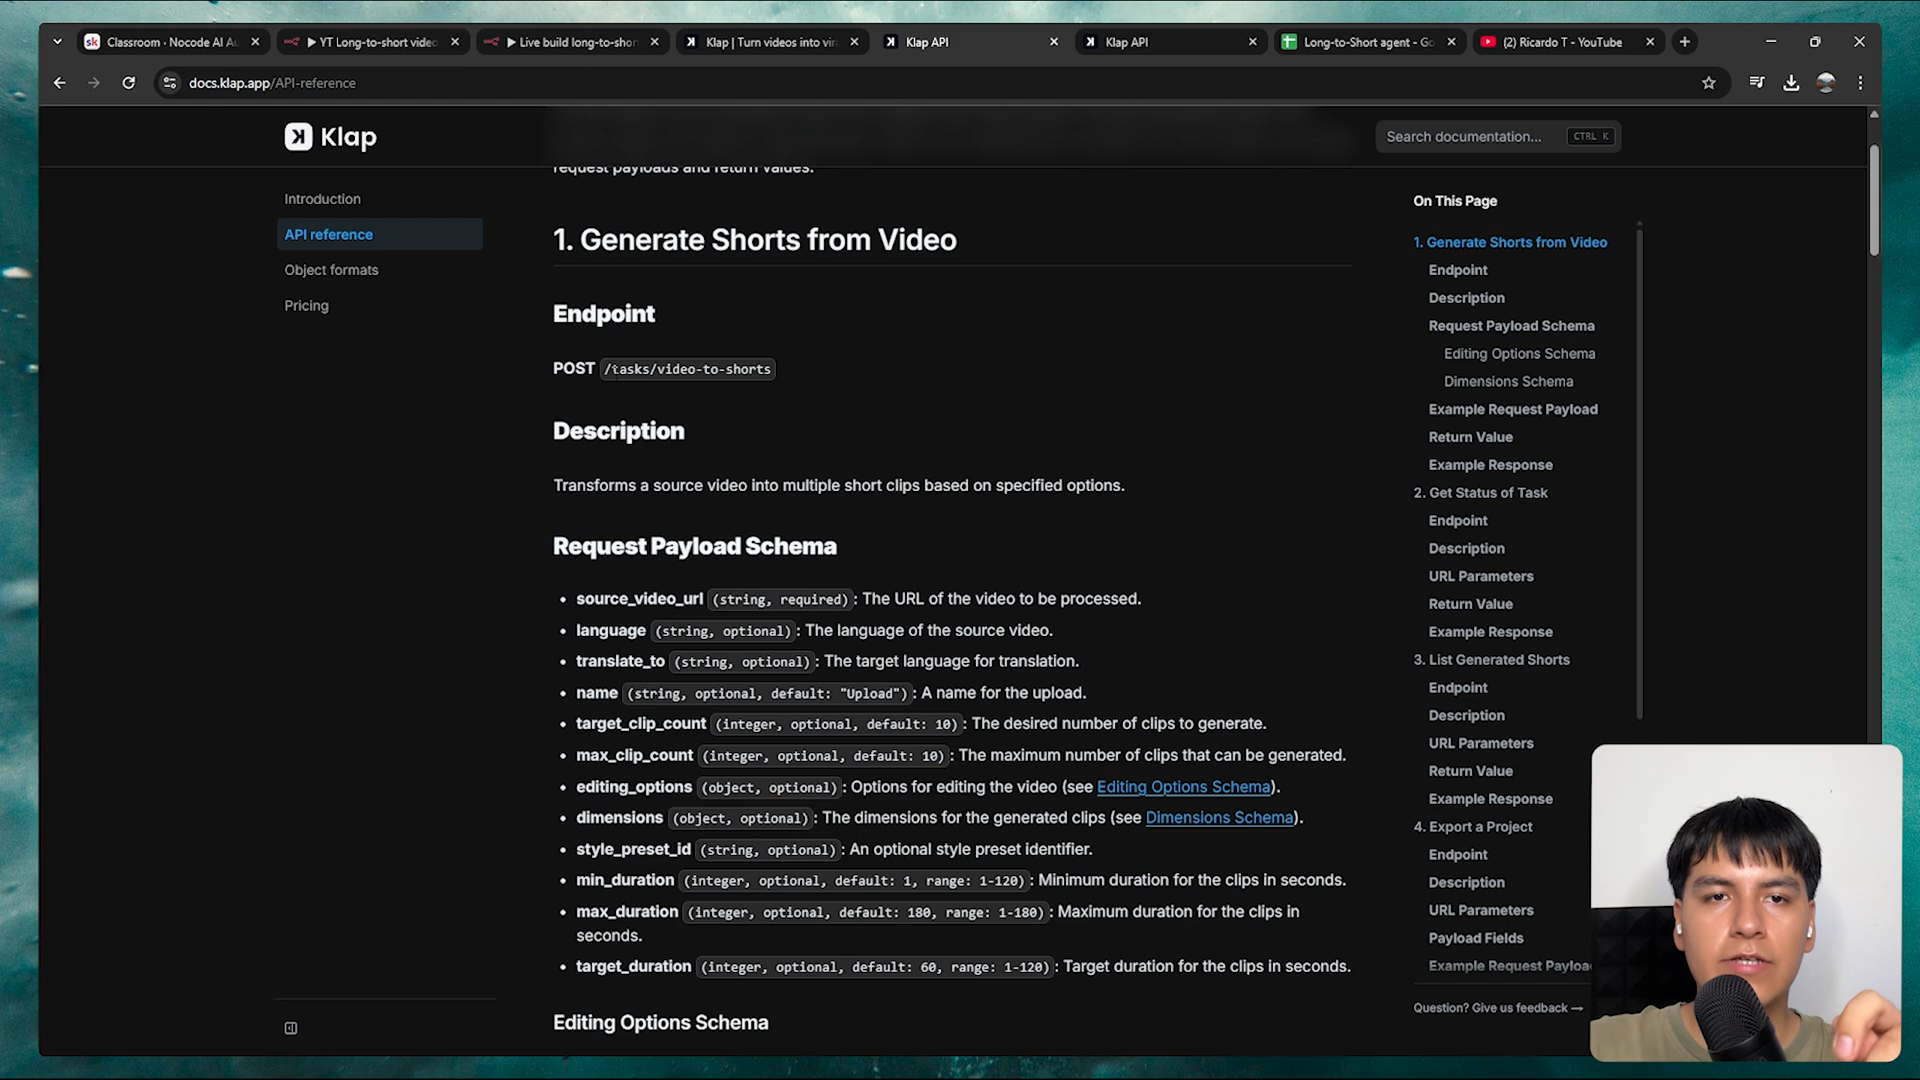 Classroom · Nocode AI Au
YT Long-to-short video
Live build long-to-shor
Klap | Turn videos into vir
Klap API
Klap API
Long-to-Short agent - Go
(2) Ricardo T - YouTube
docs.klap.app/API-reference
Klap
Search documentation...
CTRL K
Introduction
API reference
Object formats
Pricing
request payloads and return values.
1. Generate Shorts from Video
Endpoint
POST /tasks/video-to-shorts
Description
Transforms a source video into multiple short clips based on specified options.
Request Payload Schema
• source_video_url (string, required): The URL of the video to be processed.
• language (string, optional): The language of the source video.
• translate_to (string, optional): The target language for translation.
• name (string, optional, default: "Upload"): A name for the upload.
• target_clip_count (integer, optional, default: 10): The desired number of clips to generate.
• max_clip_count (integer, optional, default: 10): The maximum number of clips that can be generated.
• editing_options (object, optional): Options for editing the video (see Editing Options Schema).
• dimensions (object, optional): The dimensions for the generated clips (see Dimensions Schema).
• style_preset_id (string, optional): An optional style preset identifier.
• min_duration (integer, optional, default: 1, range: 1-120): Minimum duration for the clips in seconds.
• max_duration (integer, optional, default: 180, range: 1-180): Maximum duration for the clips in
seconds.
• target_duration (integer, optional, default: 60, range: 1-120): Target duration for the clips in seconds.
Editing Options Schema
On This Page
1. Generate Shorts from Video
Endpoint
Description
Request Payload Schema
Editing Options Schema
Dimensions Schema
Example Request Payload
Return Value
Example Response
2. Get Status of Task
Endpoint
Description
URL Parameters
Return Value
Example Response
3. List Generated Shorts
Endpoint
Description
URL Parameters
Return Value
Example Response
4. Export a Project
Endpoint
Description
URL Parameters
Payload Fields
Example Request Payloa
Question? Give us feedback →